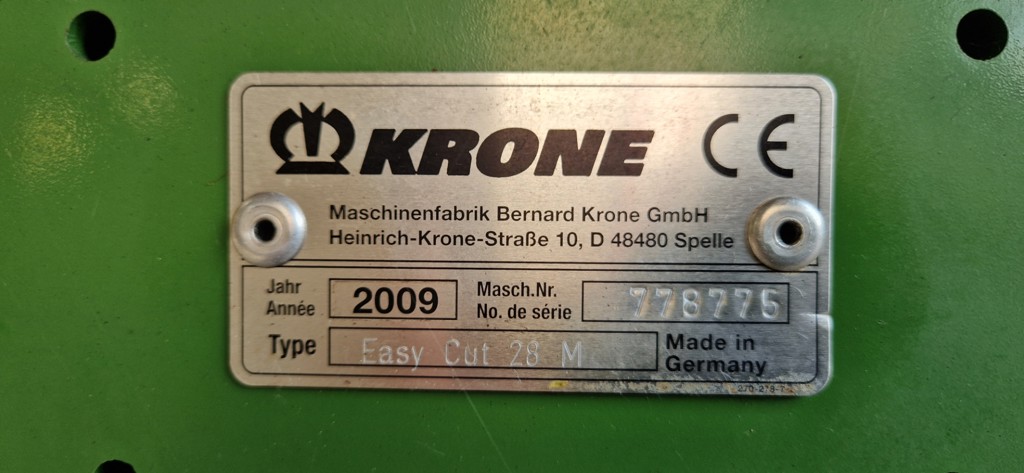 KRONE CE
Maschinenfabrik Bernard Krone GmbH
Heinrich-Krone-Straße 10, D 48480 Spelle
Jahr
Année
2009
Masch.Nr.
No. de série
778775
Type
Easy Cut 28 M
Made in
Germany